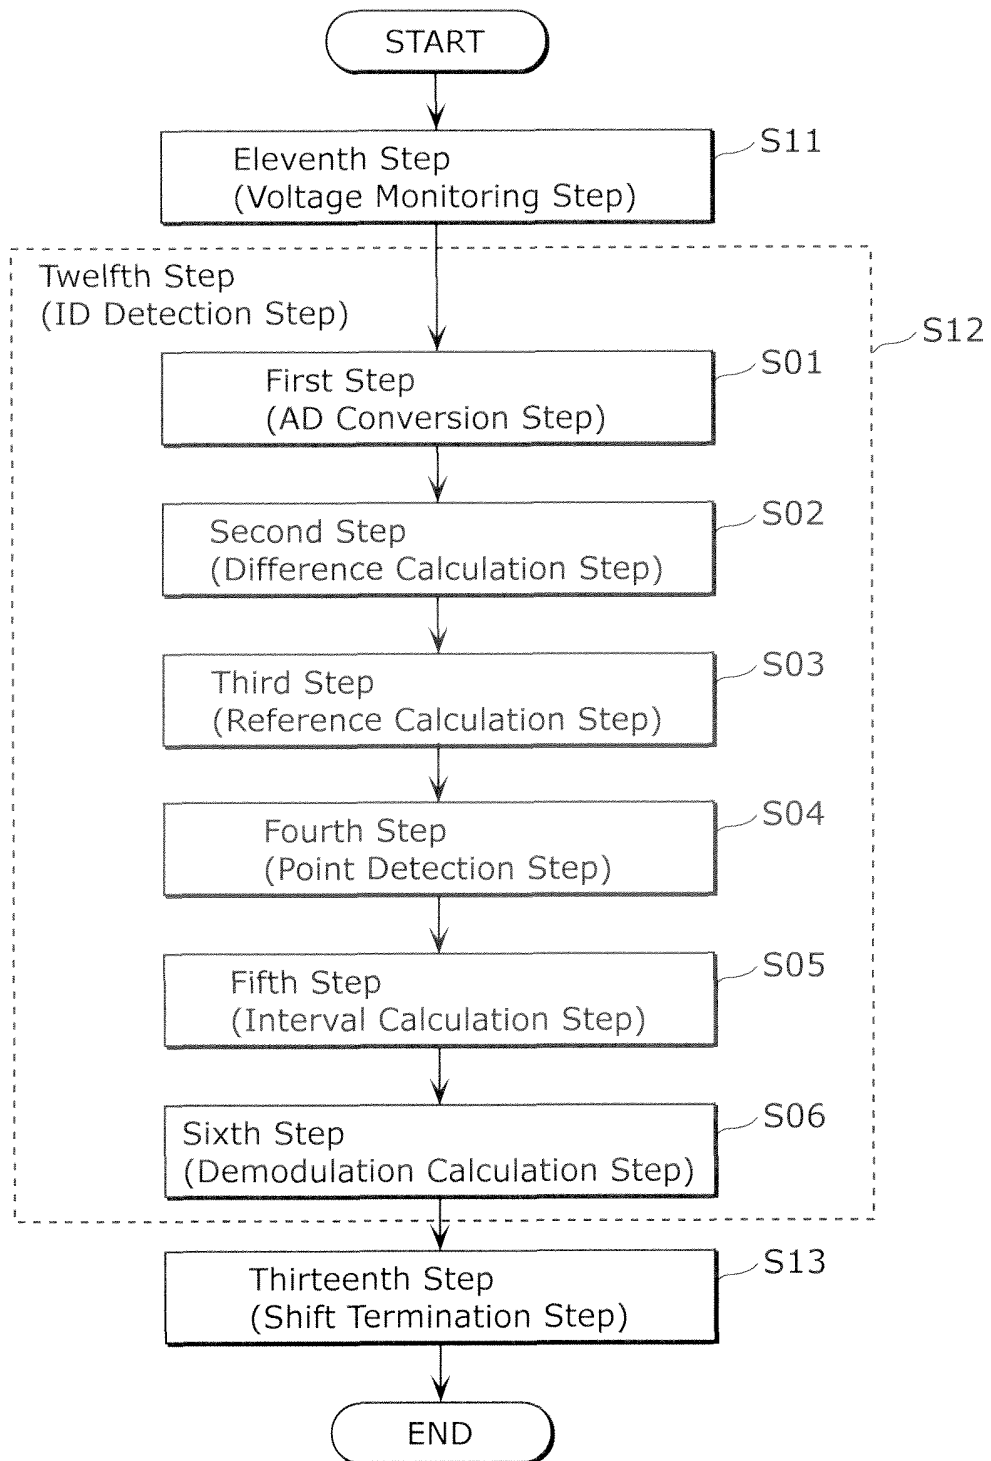 START
Eleventh Step
(Voltage Monitoring Step)
S11
Twelfth Step
(ID Detection Step)
S12
First Step
(AD Conversion Step)
S01
Second Step
(Difference Calculation Step)
S02
Third Step
(Reference Calculation Step)
S03
Fourth Step
(Point Detection Step)
S04
Fifth Step
(Interval Calculation Step)
S05
Sixth Step
(Demodulation Calculation Step)
S06
Thirteenth Step
(Shift Termination Step)
S13
END